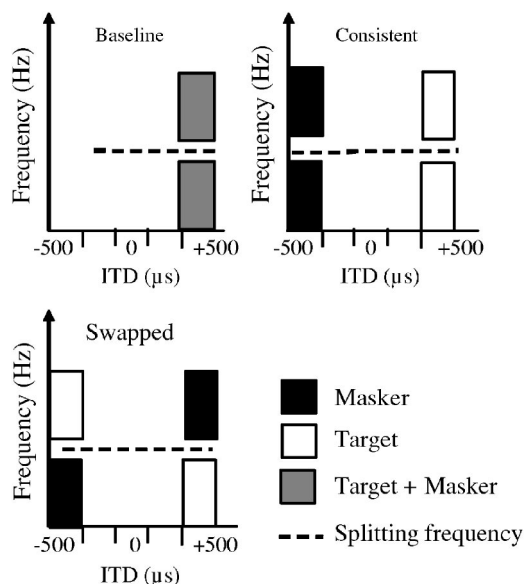 Baseline
Frequency (Hz)
-500 0 +500
ITD (µs)
Consistent
Frequency (Hz)
-500 0 +500
ITD (µs)
Swapped
Frequency (Hz)
-500 0 +500
ITD (µs)
Masker
Target
Target + Masker
Splitting frequency